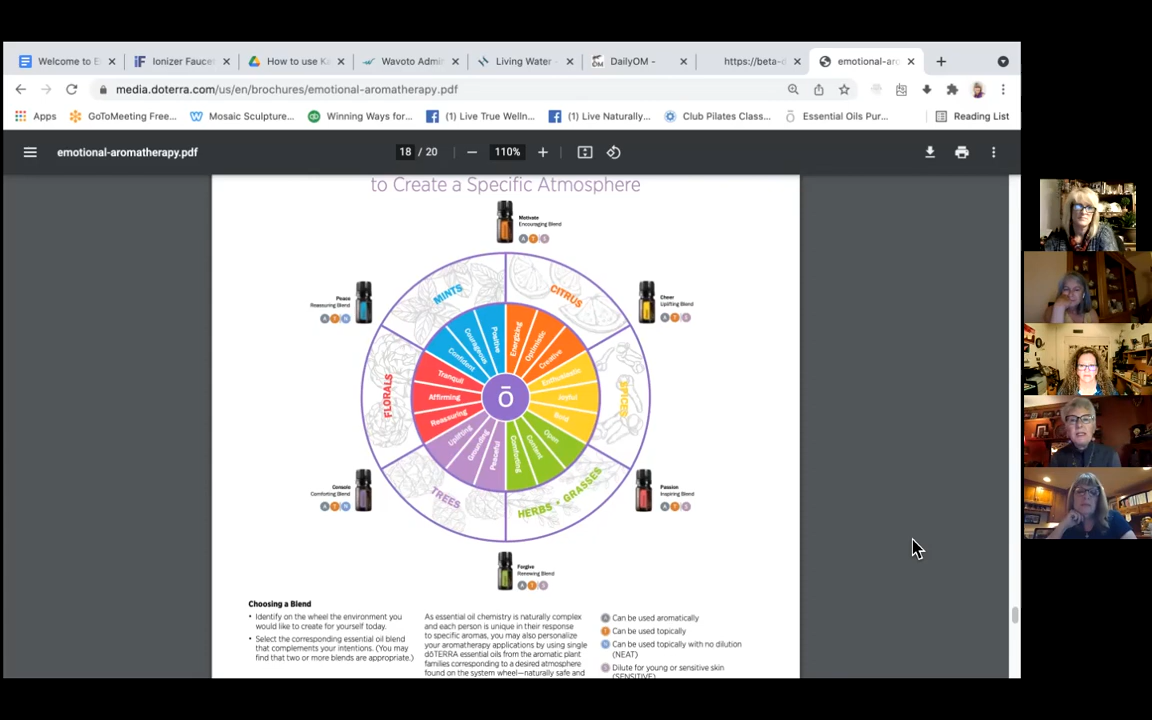 Welcome to E
Ionizer Faucet
How to use Ka
Wavoto Admi
Living Water -
DailyOM -
https://beta-d
emotional-aro
media.doterra.com/us/en/brochures/emotional-aromatherapy.pdf
Apps
GoToMeeting Free...
Mosaic Sculpture...
Winning Ways for...
(1) Live True Welln...
(1) Live Naturally...
Club Pilates Class...
Essential Oils Pur...
Reading List
emotional-aromatherapy.pdf
18 / 20
110%
to Create a Specific Atmosphere
Motivate
Encouraging Blend
A T S
Peace
Reassuring Blend
A T N
Cheer
Uplifting Blend
A T S
MINTS
CITRUS
FLORALS
SPICES
TREES
HERBS + GRASSES
Confident
Courageous
Positive
Energizing
Optimistic
Creative
Enthusiastic
Joyful
Bold
Open
Content
Comforting
Peaceful
Grounding
Uplifting
Reassuring
Affirming
Tranquil
ō
Console
Comforting Blend
A T N
Passion
Inspiring Blend
A T S
Forgive
Renewing Blend
A T S
Choosing a Blend
• Identify on the wheel the environment you
would like to create for yourself today.
• Select the corresponding essential oil blend
that complements your intentions. (You may
find that two or more blends are appropriate.)
As essential oil chemistry is naturally complex
and each person is unique in their response
to specific aromas, you may also personalize
your aromatherapy applications by using single
dōTERRA essential oils from the aromatic plant
families corresponding to a desired atmosphere
found on the system wheel—naturally safe and
A Can be used aromatically
T Can be used topically
N Can be used topically with no dilution
(NEAT)
S Dilute for young or sensitive skin
(SENSITIVE)